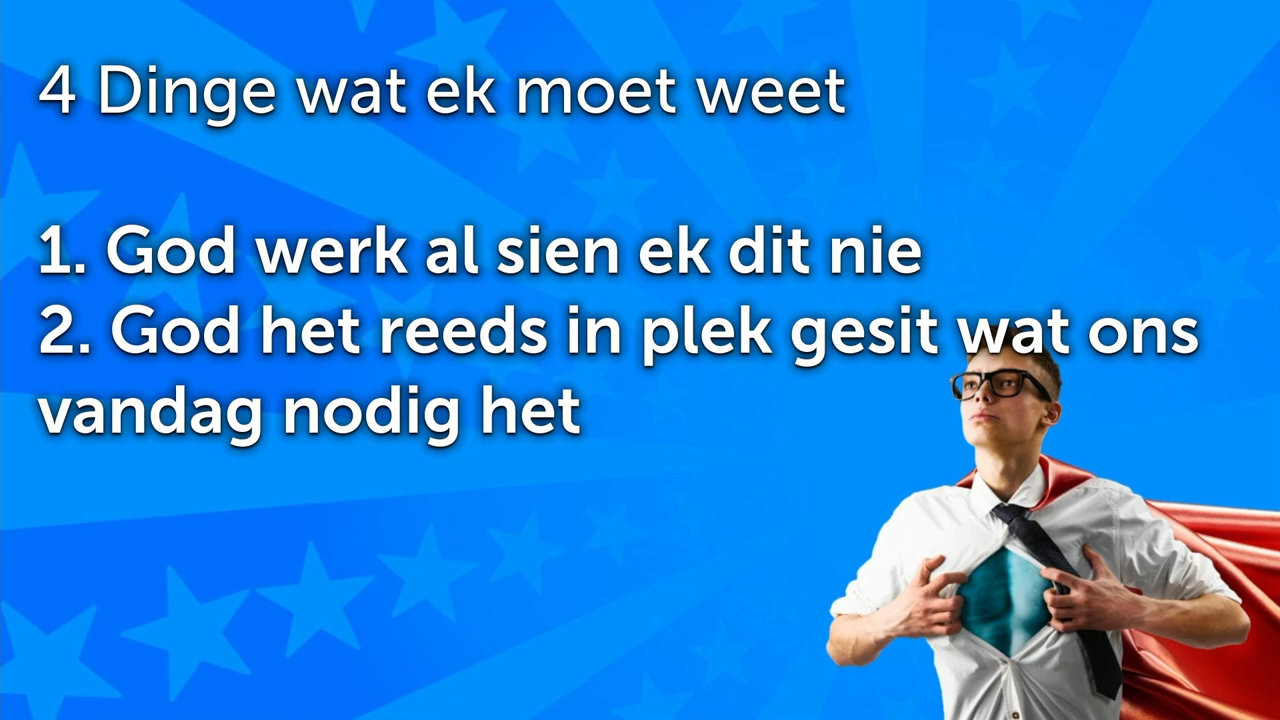 4 Dinge wat ek moet weet
1. God werk al sien ek dit nie
2. God het reeds in plek gesit wat ons
vandag nodig het